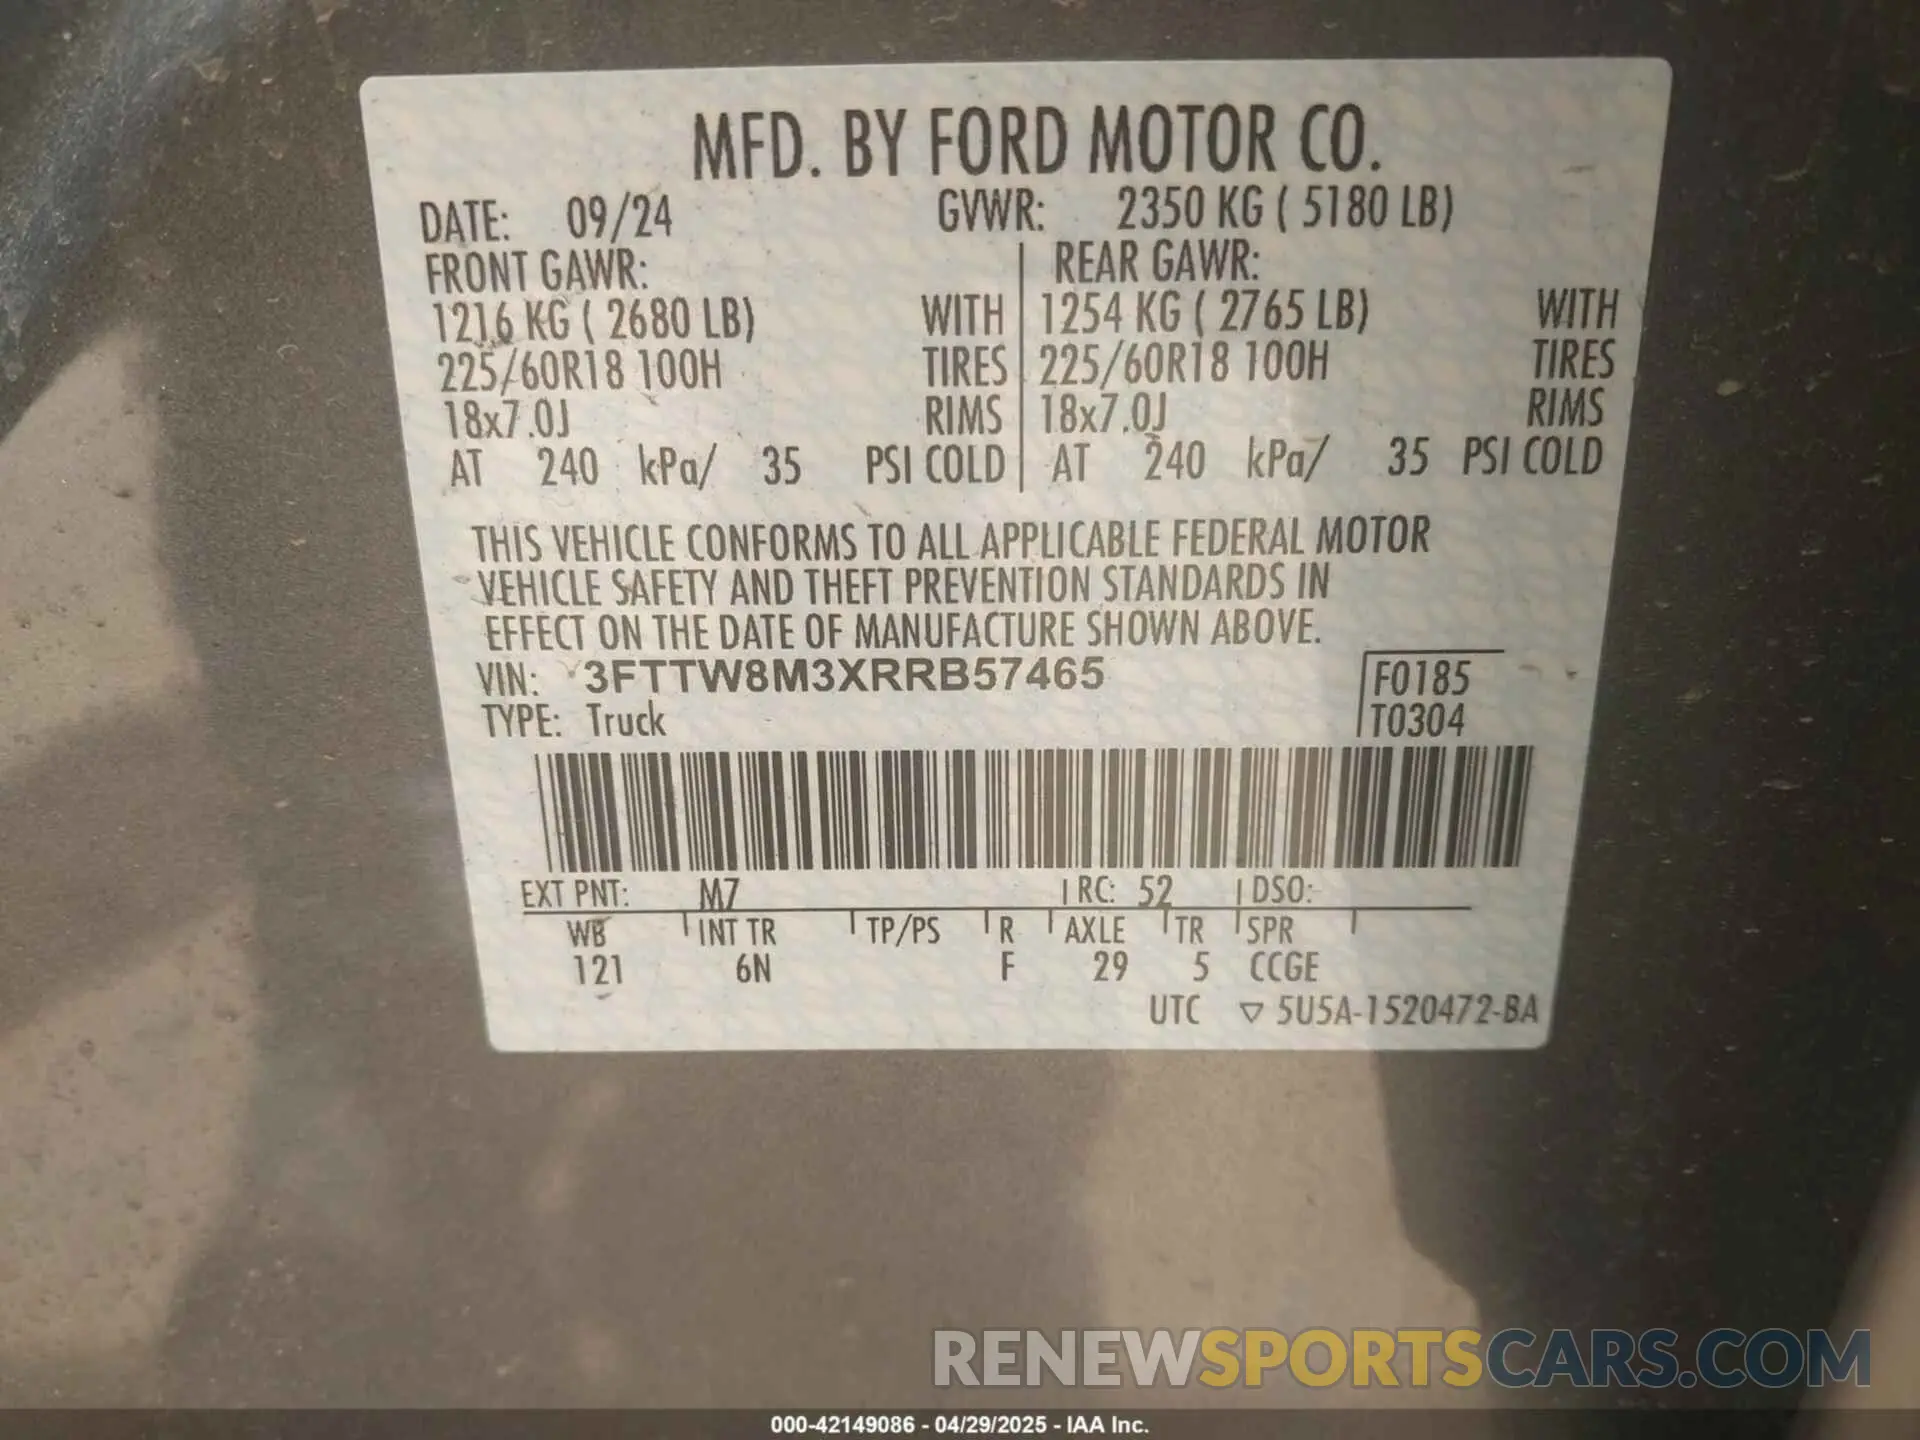 MFD. BY FORD MOTOR CO.
DATE: 09/24 GVWR: 2350 KG ( 5180 LB)
FRONT GAWR: REAR GAWR:
1216 KG ( 2680 LB) WITH 1254 KG ( 2765 LB) WITH
225/60R18 100H TIRES 225/60R18 100H TIRES
18x7.0J RIMS 18x7.0J RIMS
AT 240 kPa/ 35 PSI COLD AT 240 kPa/ 35 PSI COLD
THIS VEHICLE CONFORMS TO ALL APPLICABLE FEDERAL MOTOR
VEHICLE SAFETY AND THEFT PREVENTION STANDARDS IN
EFFECT ON THE DATE OF MANUFACTURE SHOWN ABOVE.
VIN: 3FTTW8M3XRRB57465 F0185
TYPE: Truck T0304
EXT PNT: M7 RC: 52 DSO:
WB INT TR TP/PS R AXLE TR SPR
121 6N F 29 5 CCGE
UTC ▽ 5U5A-1520472-BA
RENEWSPORTSCARS.COM
000-42149086 - 04/29/2025 - IAA Inc.